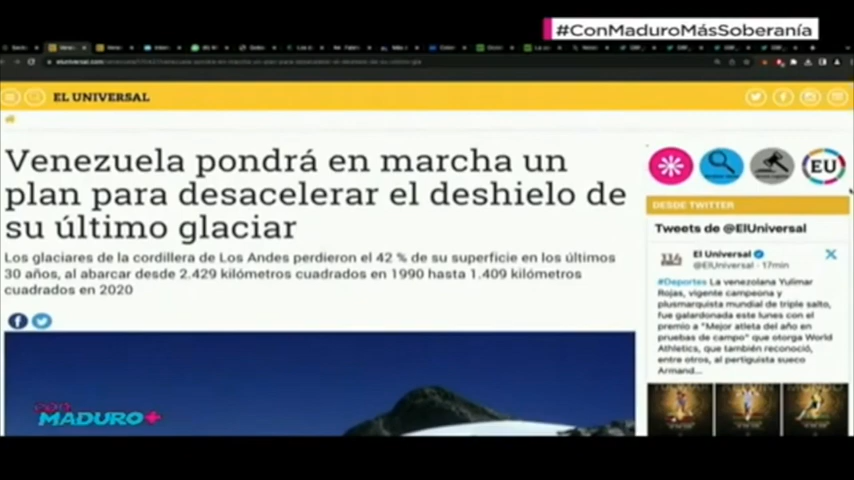 #ConMaduroMásSoberanía
EL UNIVERSAL
Venezuela pondrá en marcha un
plan para desacelerar el deshielo de
su último glaciar
Los glaciares de la cordillera de Los Andes perdieron el 42 % de su superficie en los últimos
30 años, al abarcar desde 2.429 kilómetros cuadrados en 1990 hasta 1.409 kilómetros
cuadrados en 2020
EU
DESDE TWITTER
Tweets de @ElUniversal
El Universal
@ElUniversal · 17min
#Deportes La venezolana Yulimar
Rojas, vigente campeona y
plusmarquista mundial de triple salto,
fue galardonada este lunes con el
premio a "Mejor atleta del año en
pruebas de campo" que otorga World
Athletics, que también reconoció,
entre otros, al pertiguista sueco
Armand...
CON
MADURO+